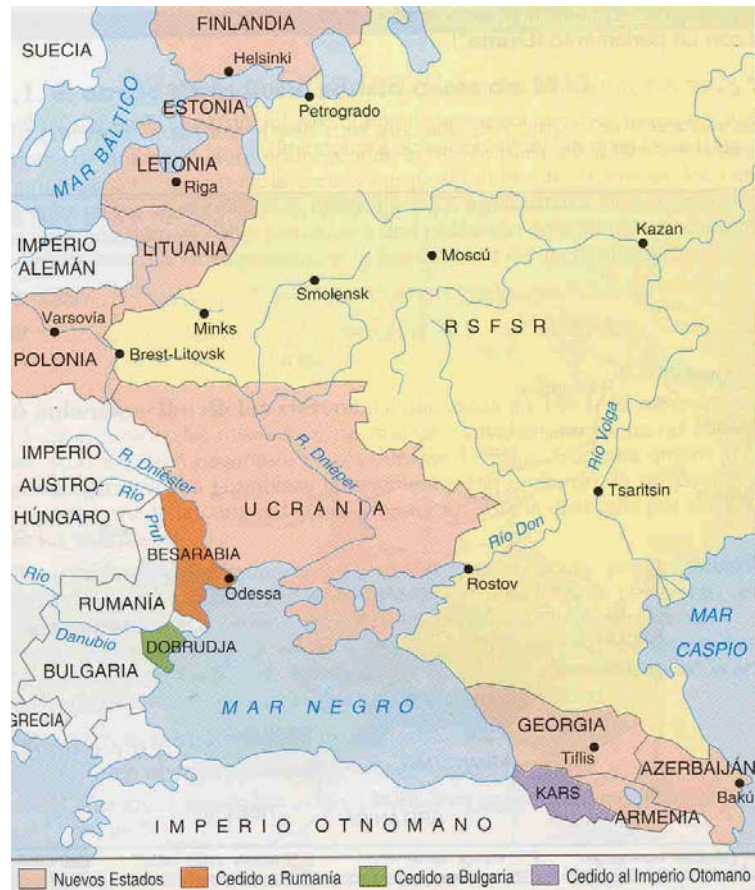 FINLANDIA
SUECIA
Helsinki
ESTONIA
Petrogrado
MAR BÁLTICO
LETONIA
Riga
Kazan
IMPERIO
ALEMÁN
LITUANIA
Moscú
Smolensk
Varsovia
Minks
RSFSR
POLONIA
Brest-Litovsk
IMPERIO
AUSTRO-
HÚNGARO
R. Dniéster
R. Dniéper
Río Volga
Río
Prut
UCRANIA
Tsaritsin
Río Don
BESARABIA
Odessa
Rostov
Río
RUMANÍA
MAR
CASPIO
Danubio
DOBRUDJA
BULGARIA
MAR NEGRO
GRECIA
GEORGIA
Tiflis
AZERBAIJÁN
KARS
Bakú
ARMENIA
IMPERIO OTNOMANO
Nuevos Estados
Cedido a Rumanía
Cedido a Bulgaria
Cedido al Imperio Otomano